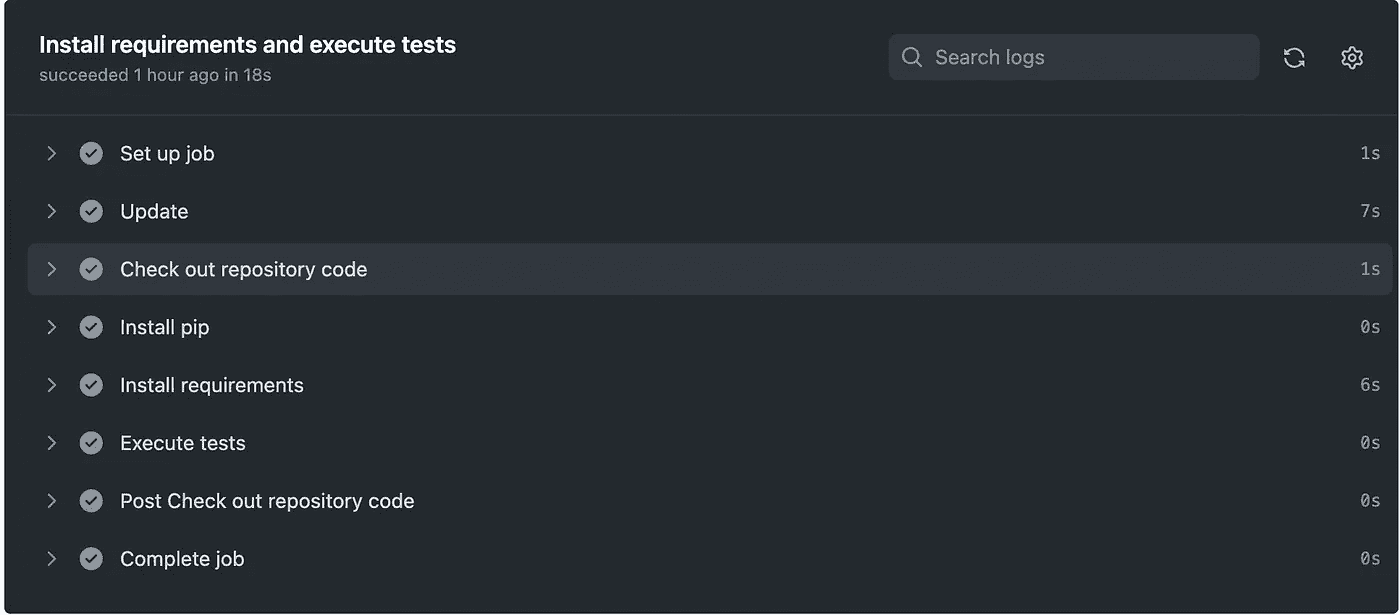 Install requirements and execute tests
succeeded 1 hour ago in 18s
Search logs
Set up job 1s
Update 7s
Check out repository code 1s
Install pip 0s
Install requirements 6s
Execute tests 0s
Post Check out repository code 0s
Complete job 0s